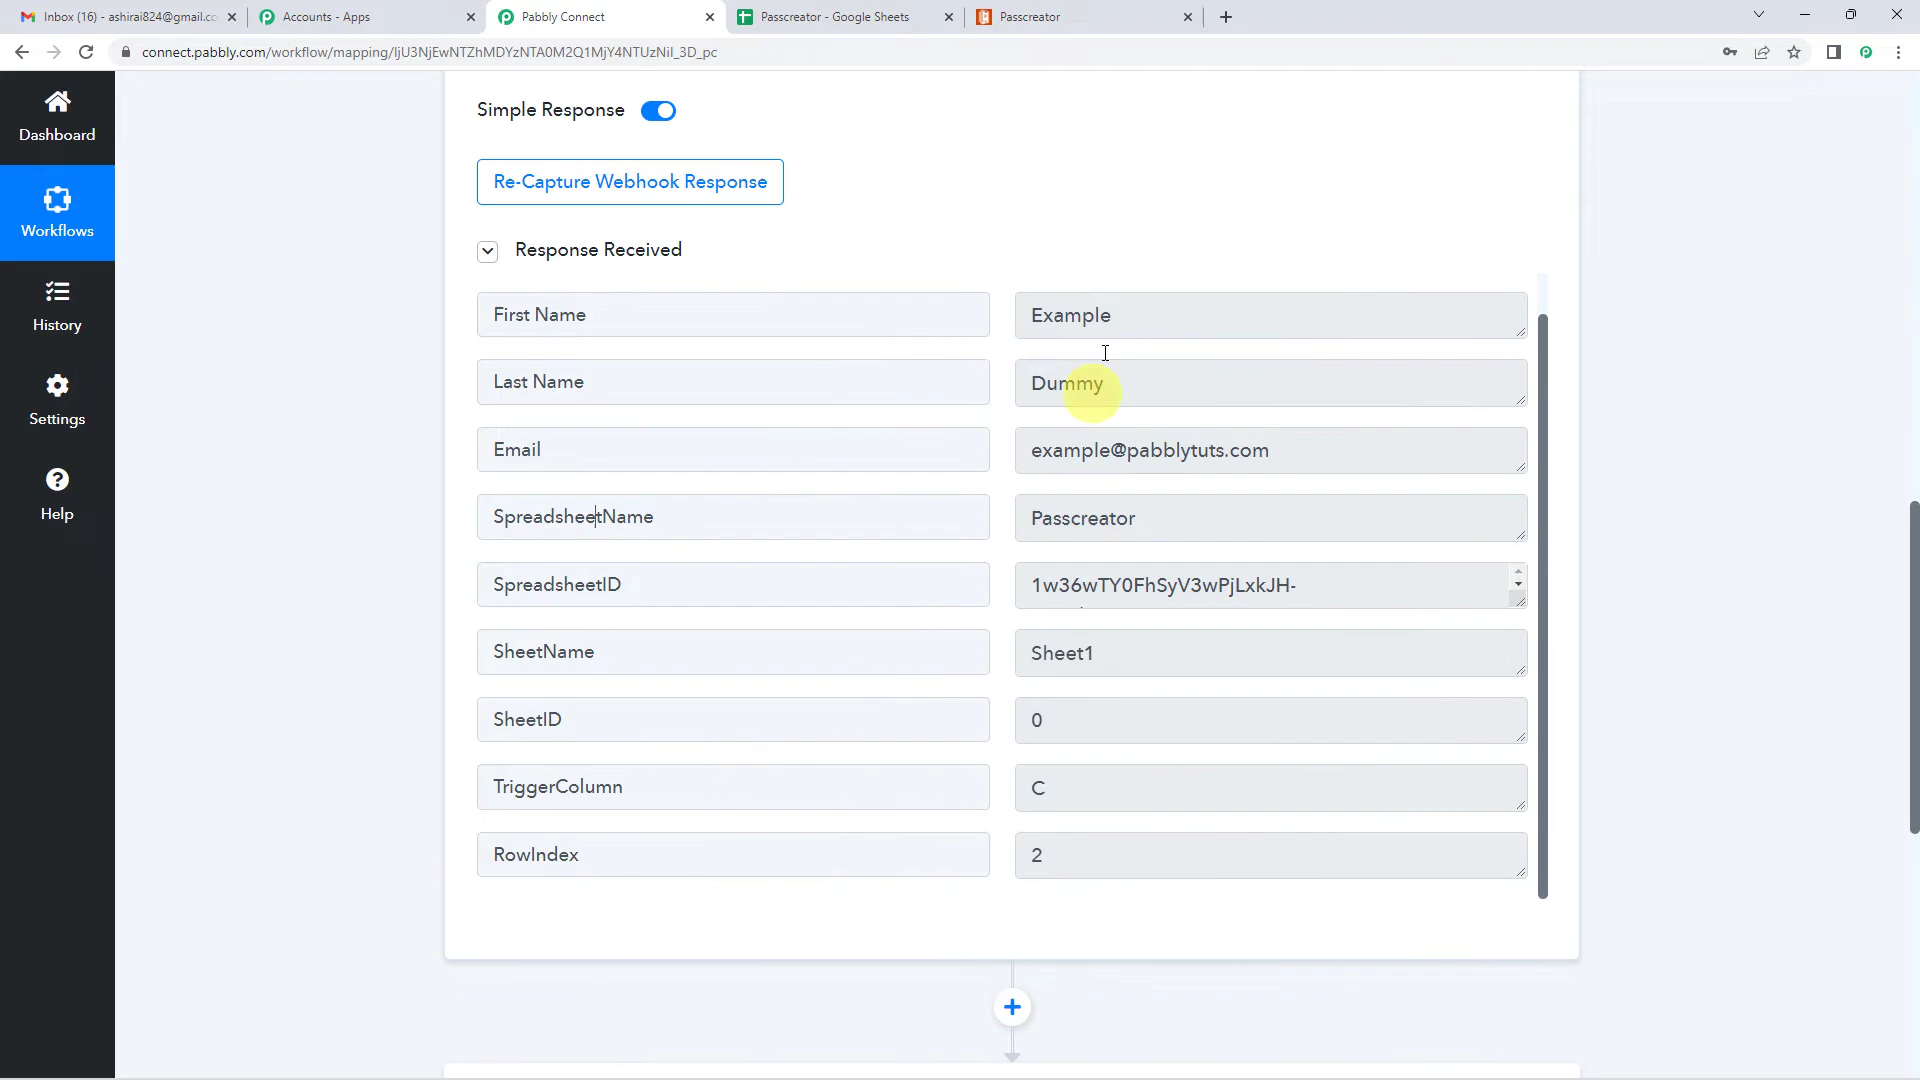 Inbox (16) - ashirai824@gmail.co
Accounts - Apps
Pabbly Connect
Passcreator - Google Sheets
Passcreator
connect.pabbly.com/workflow/mapping/IjU3NjEwNTZhMDYzNTA0M2Q1MjY4NTUzNiI_3D_pc
Dashboard
Workflows
History
Settings
Help
Simple Response
Re-Capture Webhook Response
Response Received
First Name
Example
Last Name
Dummy
Email
example@pabblytuts.com
SpreadsheetName
Passcreator
SpreadsheetID
1w36wTY0FhSyV3wPjLxkJH-
SheetName
Sheet1
SheetID
0
TriggerColumn
C
RowIndex
2